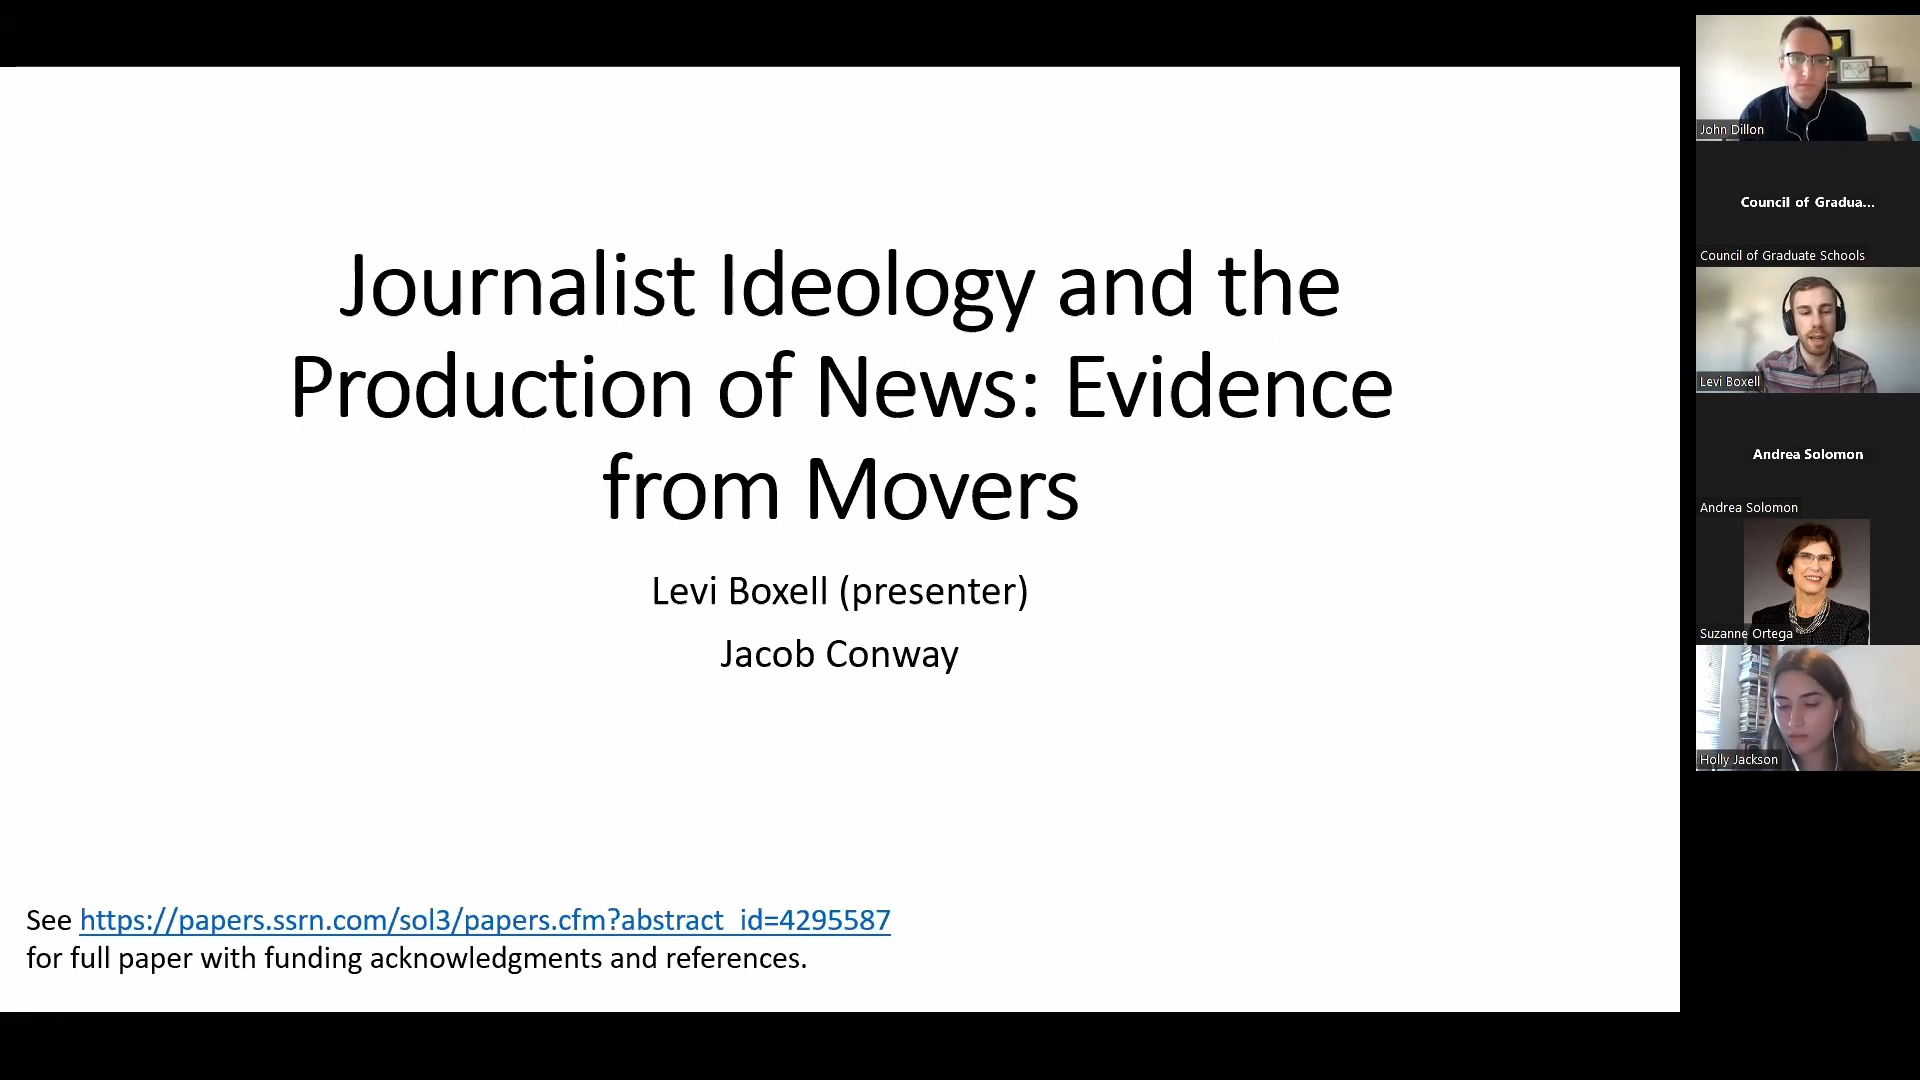 Journalist Ideology and the
Production of News: Evidence
from Movers
Levi Boxell (presenter)
Jacob Conway
See https://papers.ssrn.com/sol3/papers.cfm?abstract_id=4295587
for full paper with funding acknowledgments and references.
John Dillon
Council of Gradua...
Council of Graduate Schools
Levi Boxell
Andrea Solomon
Andrea Solomon
Suzanne Ortega
Holly Jackson